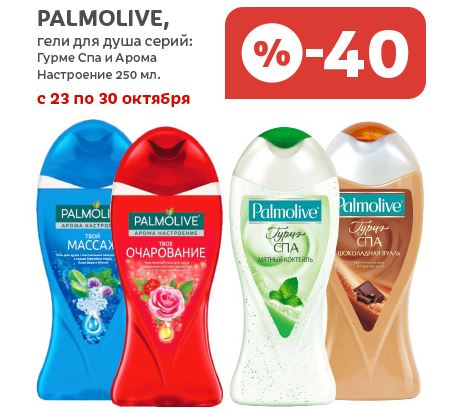 PALMOLIVE,
гели для душа серий:
Гурме Спа и Арома
Настроение 250 мл.
с 23 по 30 октября
%-40
PALMOLIVE
АРОМА НАСТРОЕНИЕ
ТВОЙ
МАССАЖ
PALMOLIVE
АРОМА НАСТРОЕНИЕ
ТВОЕ
ОЧАРОВАНИЕ
Palmolive
Гурмэ
СПА
МЯТНЫЙ КОКТЕЙЛЬ
Palmolive
Гурмэ
СПА
ШОКОЛАДНАЯ ВУАЛЬ